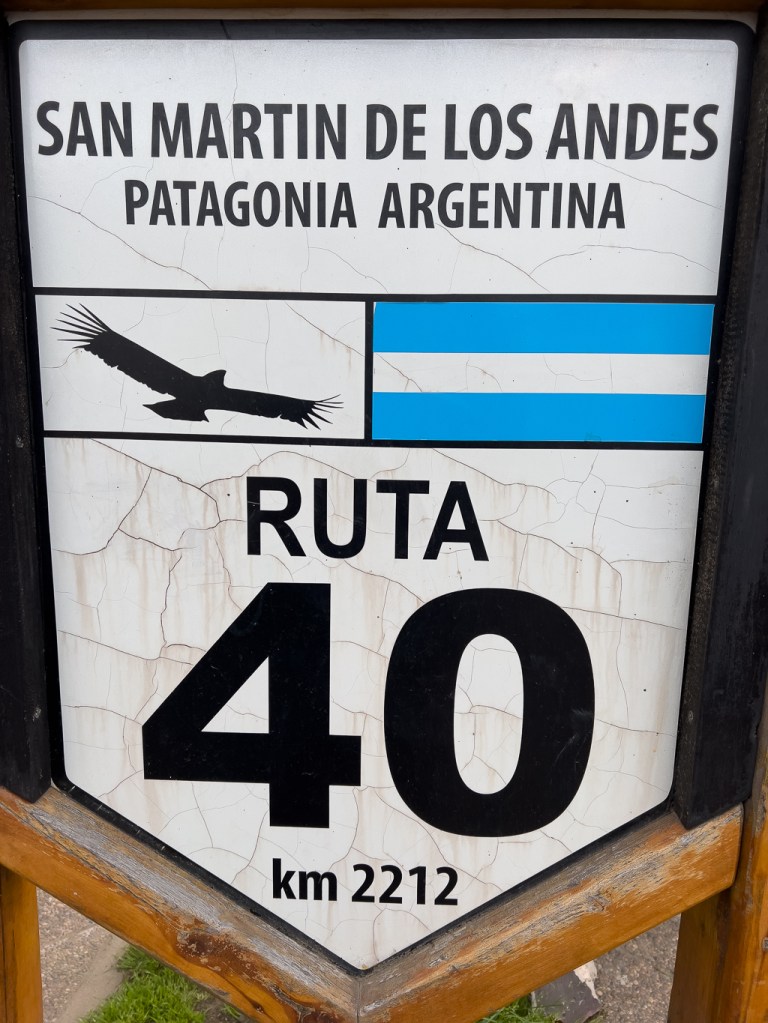 SAN MARTIN DE LOS ANDES
PATAGONIA ARGENTINA
RUTA
40
km 2212